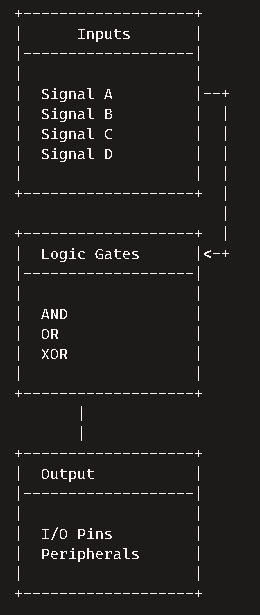 Inputs
Signal A
Signal B
Signal C
Signal D
Logic Gates
AND
OR
XOR
Output
I/O Pins
Peripherals